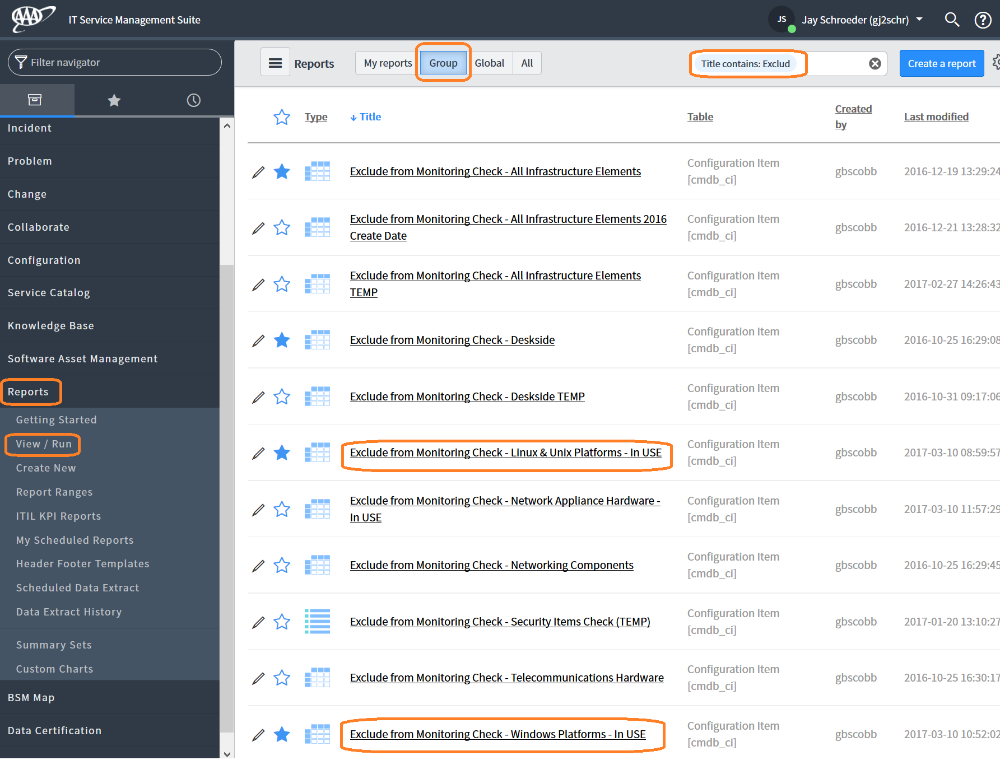 AAA
IT Service Management Suite
JS
Jay Schroeder (gj2schr)
Filter navigator
Reports
My reports
Group
Global
All
Title contains: Exclud
Create a report
Incident
Problem
Change
Collaborate
Configuration
Service Catalog
Knowledge Base
Software Asset Management
Reports
Getting Started
View / Run
Create New
Report Ranges
ITIL KPI Reports
My Scheduled Reports
Header Footer Templates
Scheduled Data Extract
Data Extract History
Summary Sets
Custom Charts
BSM Map
Data Certification
Type
Title
Table
Created
by
Last modified
Exclude from Monitoring Check - All Infrastructure Elements
Configuration Item
[cmdb_ci]
gbscobb
2016-12-19 13:29:24
Exclude from Monitoring Check - All Infrastructure Elements 2016
Create Date
Configuration Item
[cmdb_ci]
gbscobb
2016-12-21 13:28:32
Exclude from Monitoring Check - All Infrastructure Elements
TEMP
Configuration Item
[cmdb_ci]
gbscobb
2017-02-27 14:26:43
Exclude from Monitoring Check - Deskside
Configuration Item
[cmdb_ci]
gbscobb
2016-10-25 16:29:08
Exclude from Monitoring Check - Deskside TEMP
Configuration Item
[cmdb_ci]
gbscobb
2016-10-31 09:17:06
Exclude from Monitoring Check - Linux & Unix Platforms - In USE
Configuration Item
[cmdb_ci]
gbscobb
2017-03-10 08:59:57
Exclude from Monitoring Check - Network Appliance Hardware -
In USE
Configuration Item
[cmdb_ci]
gbscobb
2017-03-10 11:57:29
Exclude from Monitoring Check - Networking Components
Configuration Item
[cmdb_ci]
gbscobb
2016-10-25 16:29:45
Exclude from Monitoring Check - Security Items Check (TEMP)
Configuration Item
[cmdb_ci]
gbscobb
2017-01-20 13:10:27
Exclude from Monitoring Check - Telecommunications Hardware
Configuration Item
[cmdb_ci]
gbscobb
2016-10-25 16:30:17
Exclude from Monitoring Check - Windows Platforms - In USE
Configuration Item
[cmdb_ci]
gbscobb
2017-03-10 10:52:02